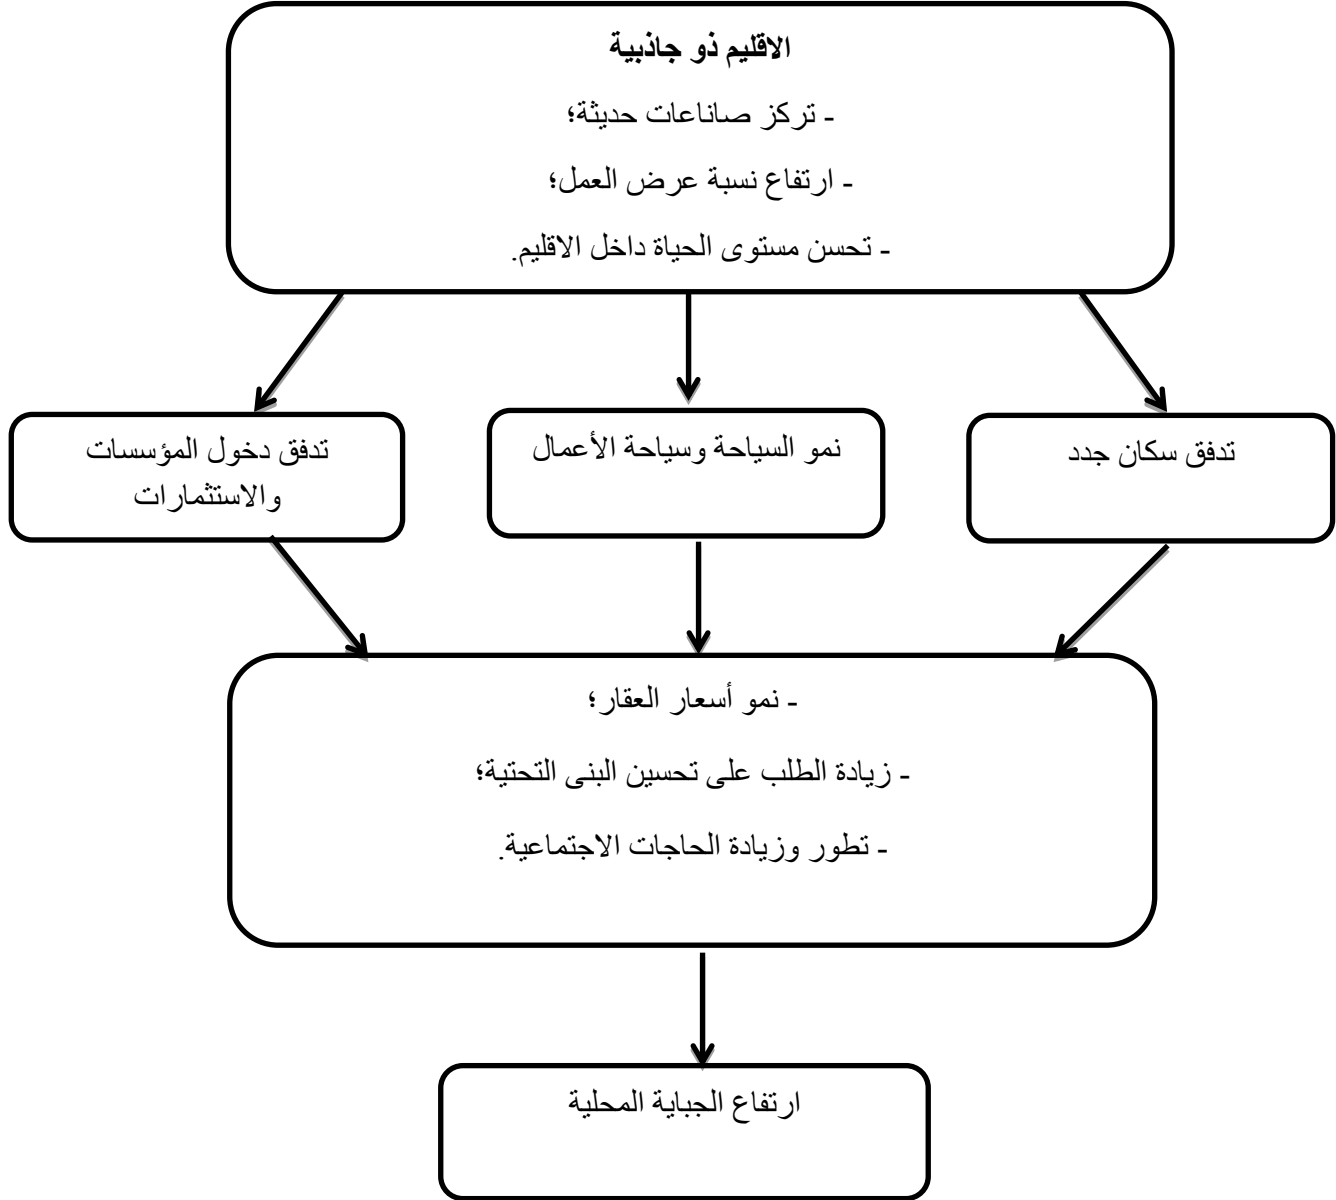 الاقليم ذو جاذبية
- تركز صاناعات حديثة؛
- ارتفاع نسبة عرض العمل؛
- تحسن مستوى الحياة داخل الاقليم.
تدفق سكان جدد
نمو السياحة وسياحة الأعمال
تدفق دخول المؤسسات
والاستثمارات
- نمو أسعار العقار؛
- زيادة الطلب على تحسين البنى التحتية؛
- تطور وزيادة الحاجات الاجتماعية.
ارتفاع الجباية المحلية